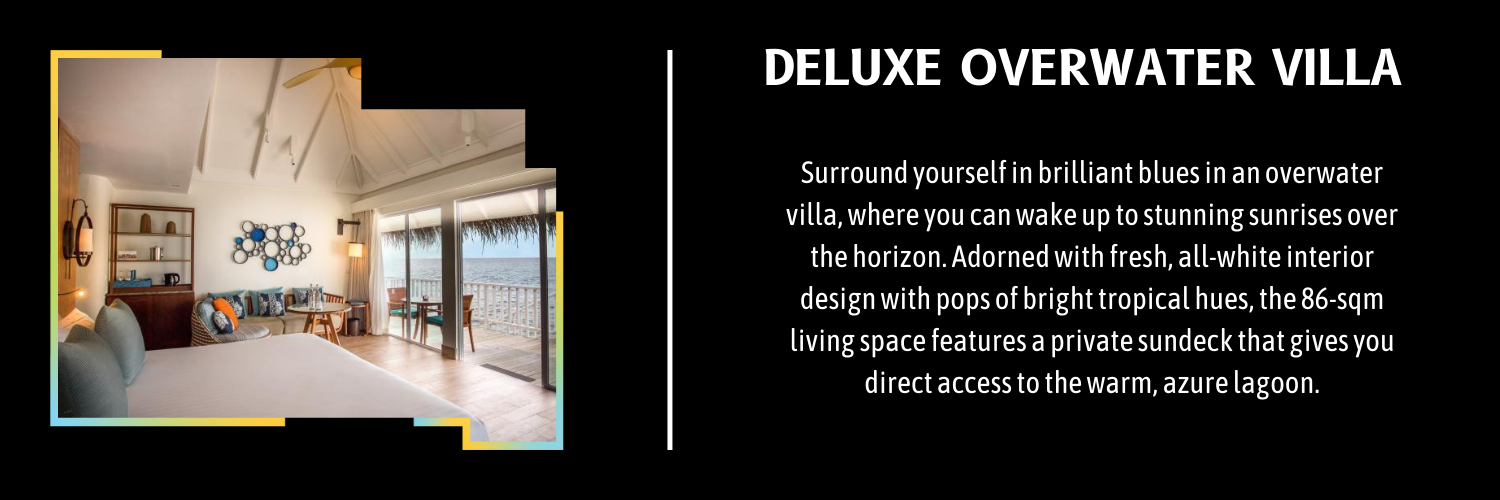 DELUXE OVERWATER VILLA
Surround yourself in brilliant blues in an overwater
villa, where you can wake up to stunning sunrises over
the horizon. Adorned with fresh, all-white interior
design with pops of bright tropical hues, the 86-sqm
living space features a private sundeck that gives you
direct access to the warm, azure lagoon.